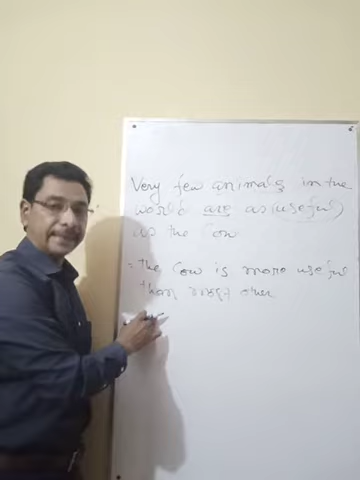 Very few animals in the
world are as (useful)
as the Cow
= The Cow is more useful
than most other